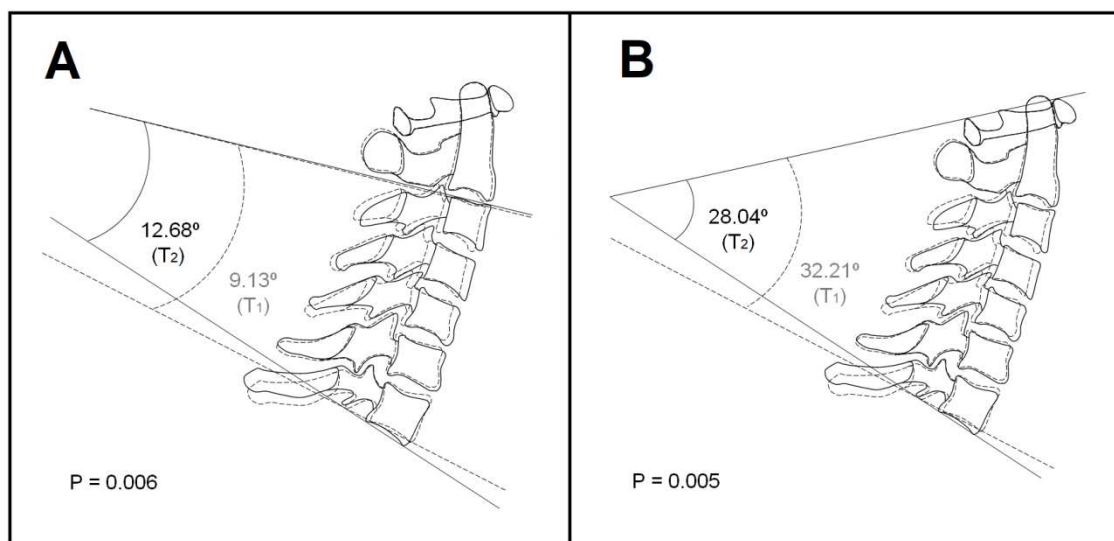 A
12.68º
(T₂)
9.13º
(T₁)
P = 0.006
B
28.04º
(T₂)
32.21º
(T₁)
P = 0.005